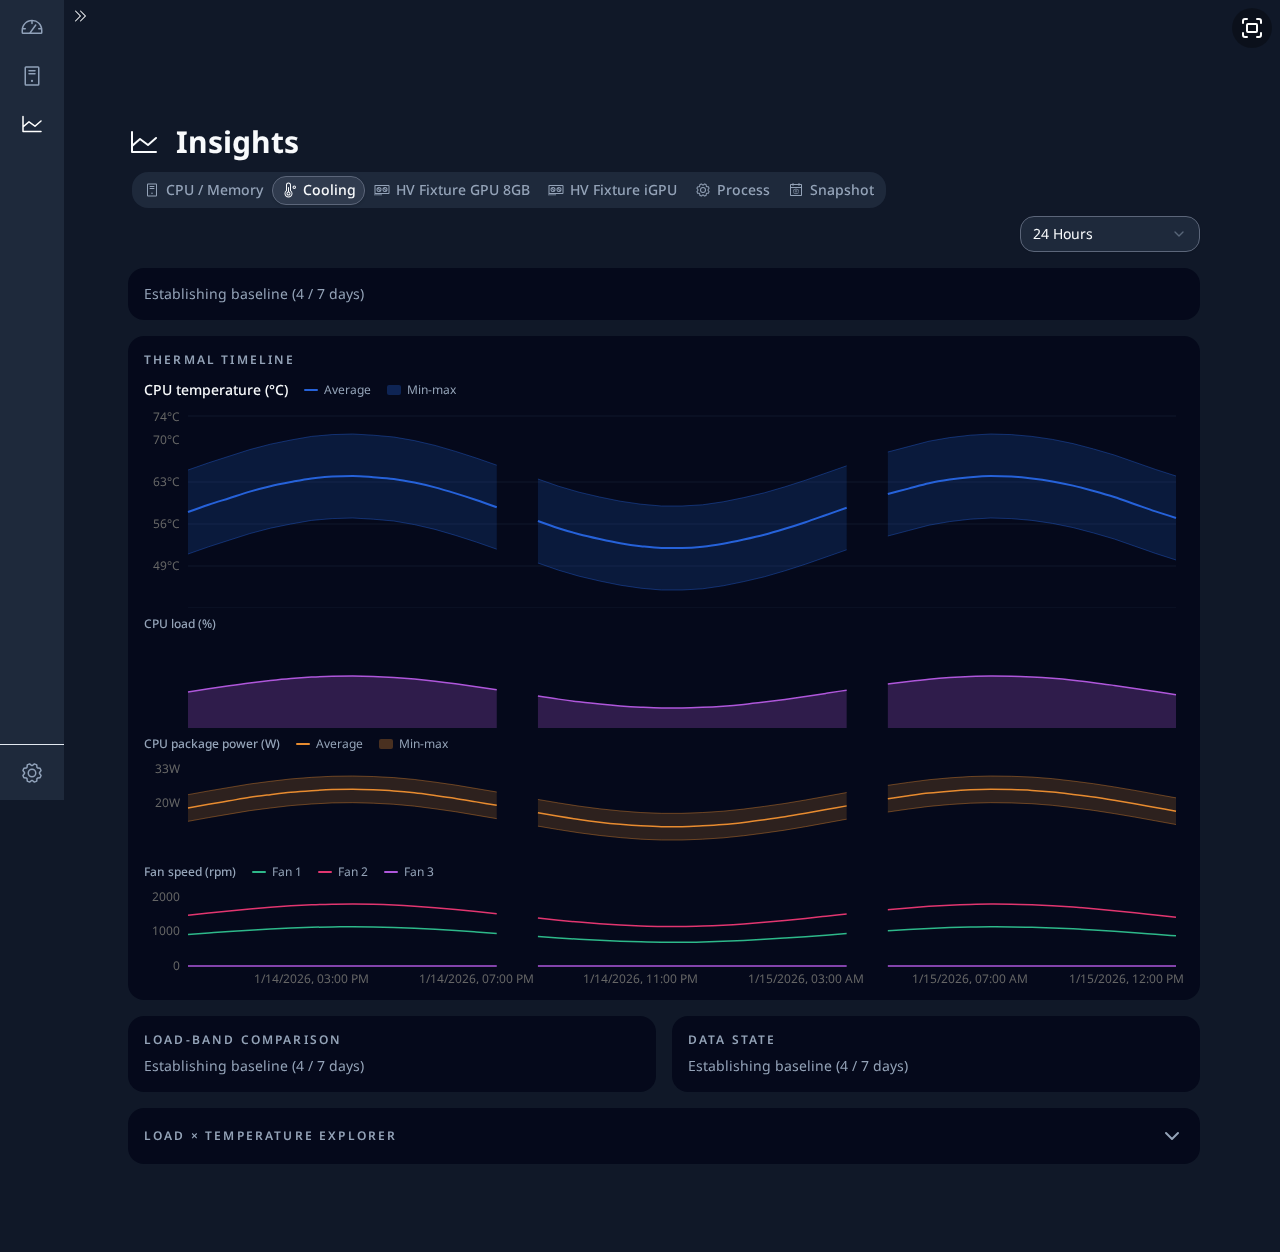 Insights
CPU / Memory Cooling HV Fixture GPU 8GB HV Fixture iGPU Process Snapshot
24 Hours
Establishing baseline (4 / 7 days)
THERMAL TIMELINE
CPU temperature (°C) Average Min-max
74°C
70°C
63°C
56°C
49°C
CPU load (%)
CPU package power (W) Average Min-max
33W
20W
Fan speed (rpm) Fan 1 Fan 2 Fan 3
2000
1000
0
1/14/2026, 03:00 PM 1/14/2026, 07:00 PM 1/14/2026, 11:00 PM 1/15/2026, 03:00 AM 1/15/2026, 07:00 AM 1/15/2026, 12:00 PM
LOAD-BAND COMPARISON
Establishing baseline (4 / 7 days)
DATA STATE
Establishing baseline (4 / 7 days)
LOAD × TEMPERATURE EXPLORER